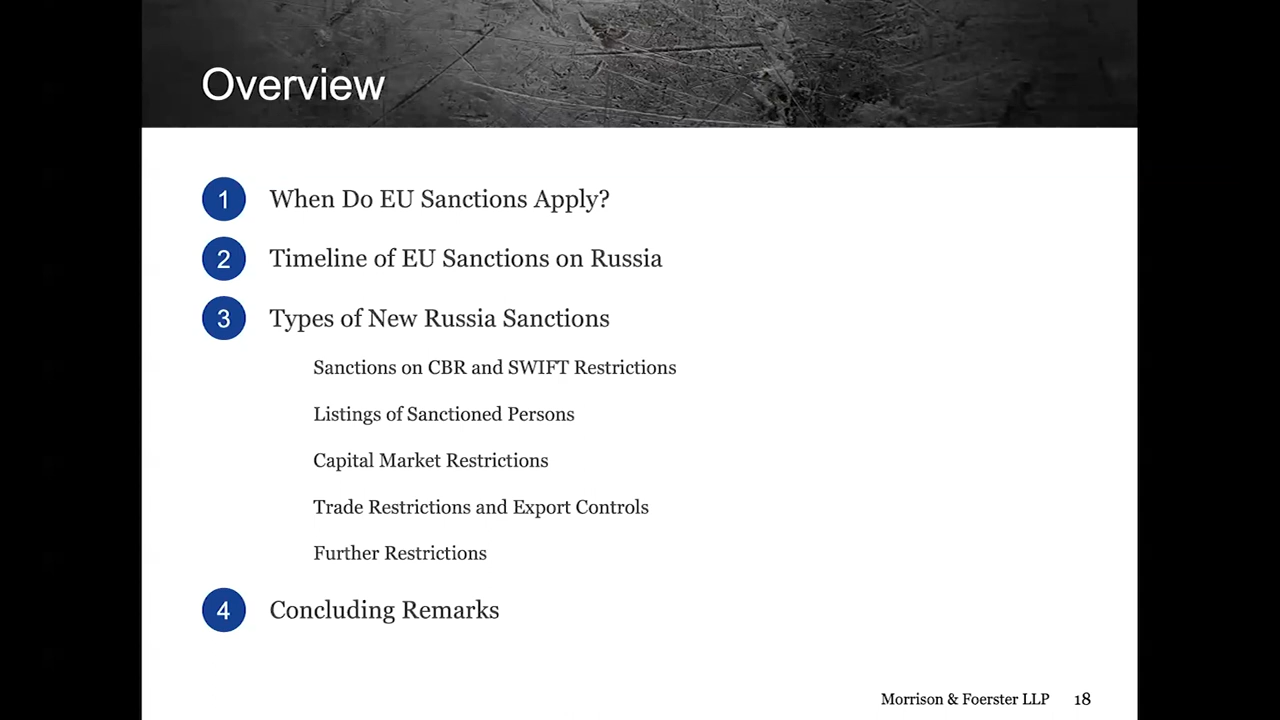 Overview
1 When Do EU Sanctions Apply?
2 Timeline of EU Sanctions on Russia
3 Types of New Russia Sanctions
Sanctions on CBR and SWIFT Restrictions
Listings of Sanctioned Persons
Capital Market Restrictions
Trade Restrictions and Export Controls
Further Restrictions
4 Concluding Remarks
Morrison & Foerster LLP 18